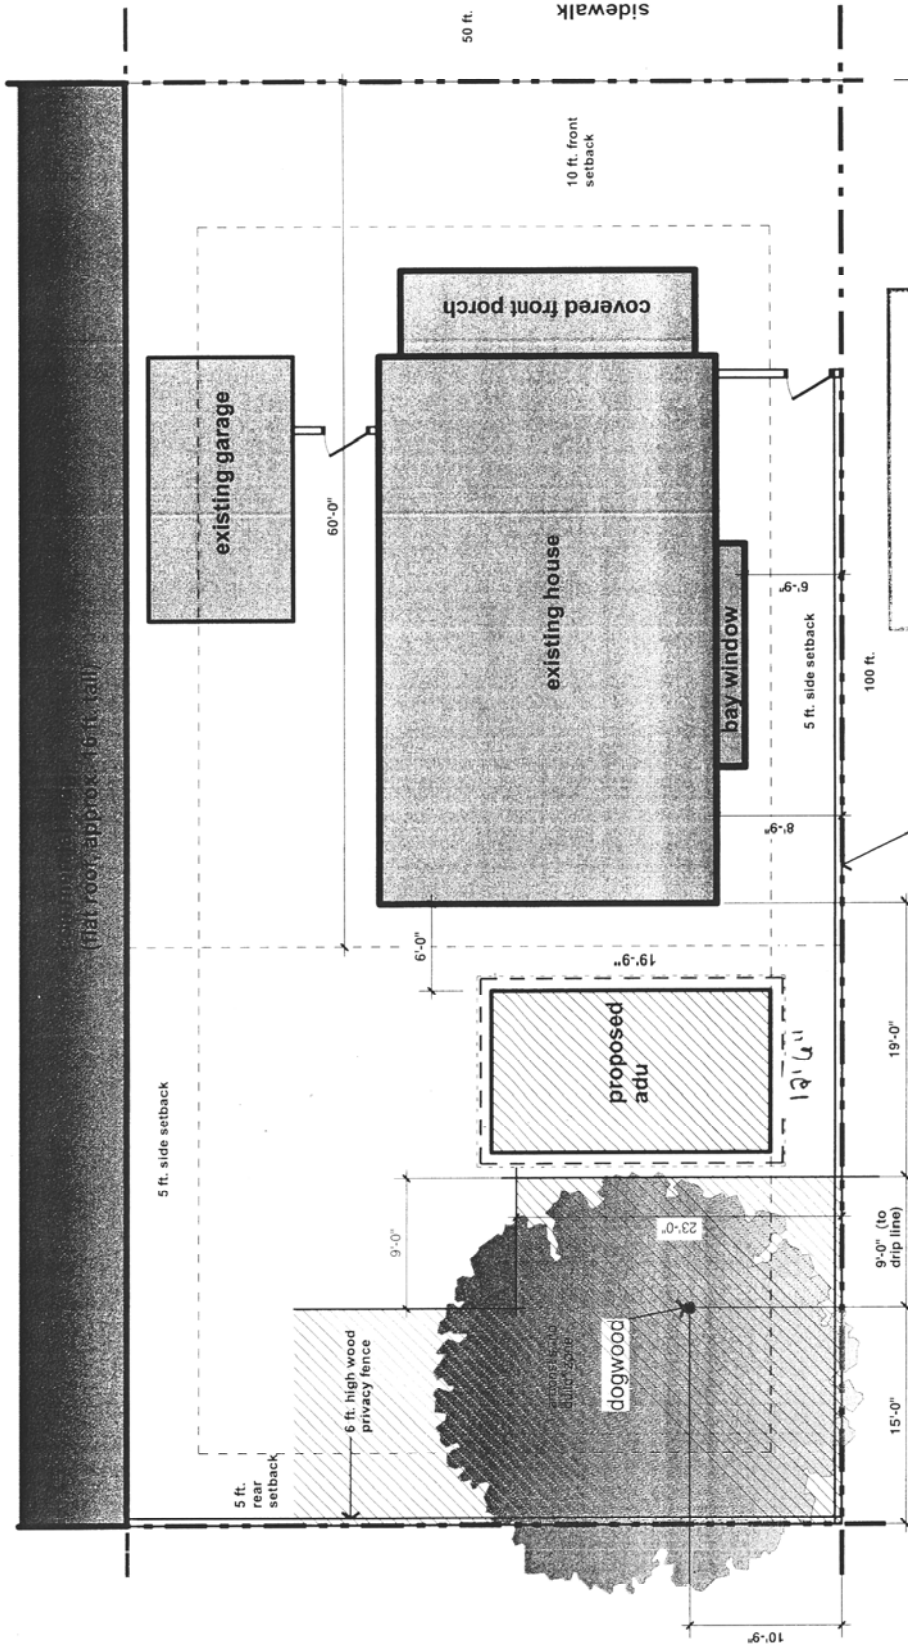 sidewalk
50 ft.
10 ft. front
setback
covered front porch
existing garage
60'-0"
existing house
bay window
6'-9"
5 ft. side setback
100 ft.
8'-9"
(flat roof, approx. 16 ft. tall)
6'-0"
19'-9"
proposed
adu
19'-0"
5 ft. side setback
9'-0"
23'-0"
9'-0" (to
drip line)
dogwood
6 ft. high wood
privacy fence
5 ft.
rear
setback
15'-0"
10'-9"